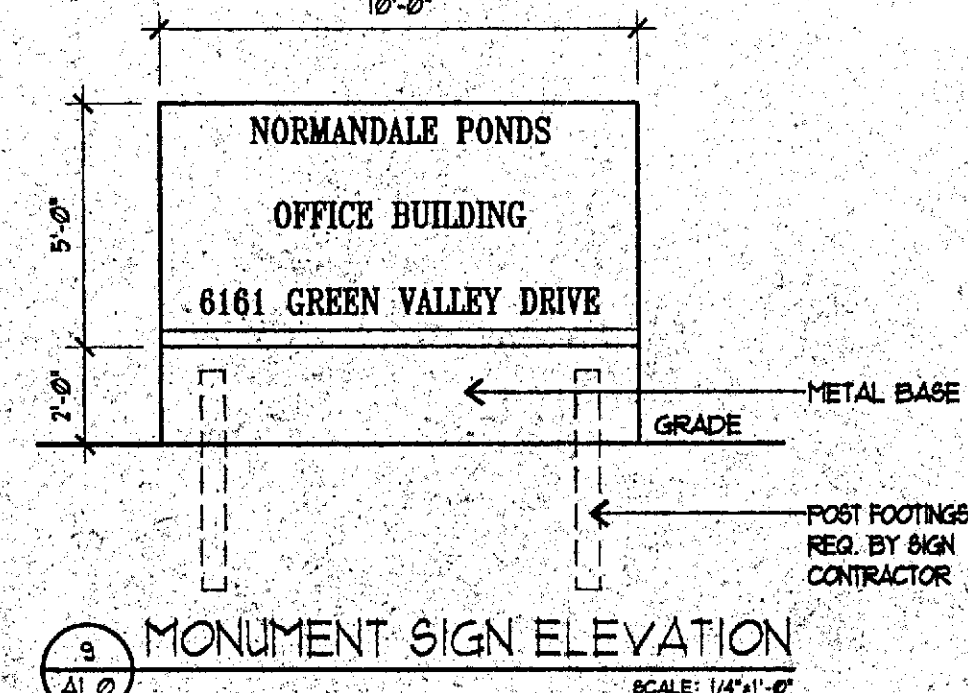 10'-0"
NORMANDALE PONDS
OFFICE BUILDING
6161 GREEN VALLEY DRIVE
5'-0"
2'-0"
METAL BASE
GRADE
POST FOOTINGS
REQ. BY SIGN
CONTRACTOR
9
A1.0
MONUMENT SIGN ELEVATION
SCALE: 1/4"=1'-0"